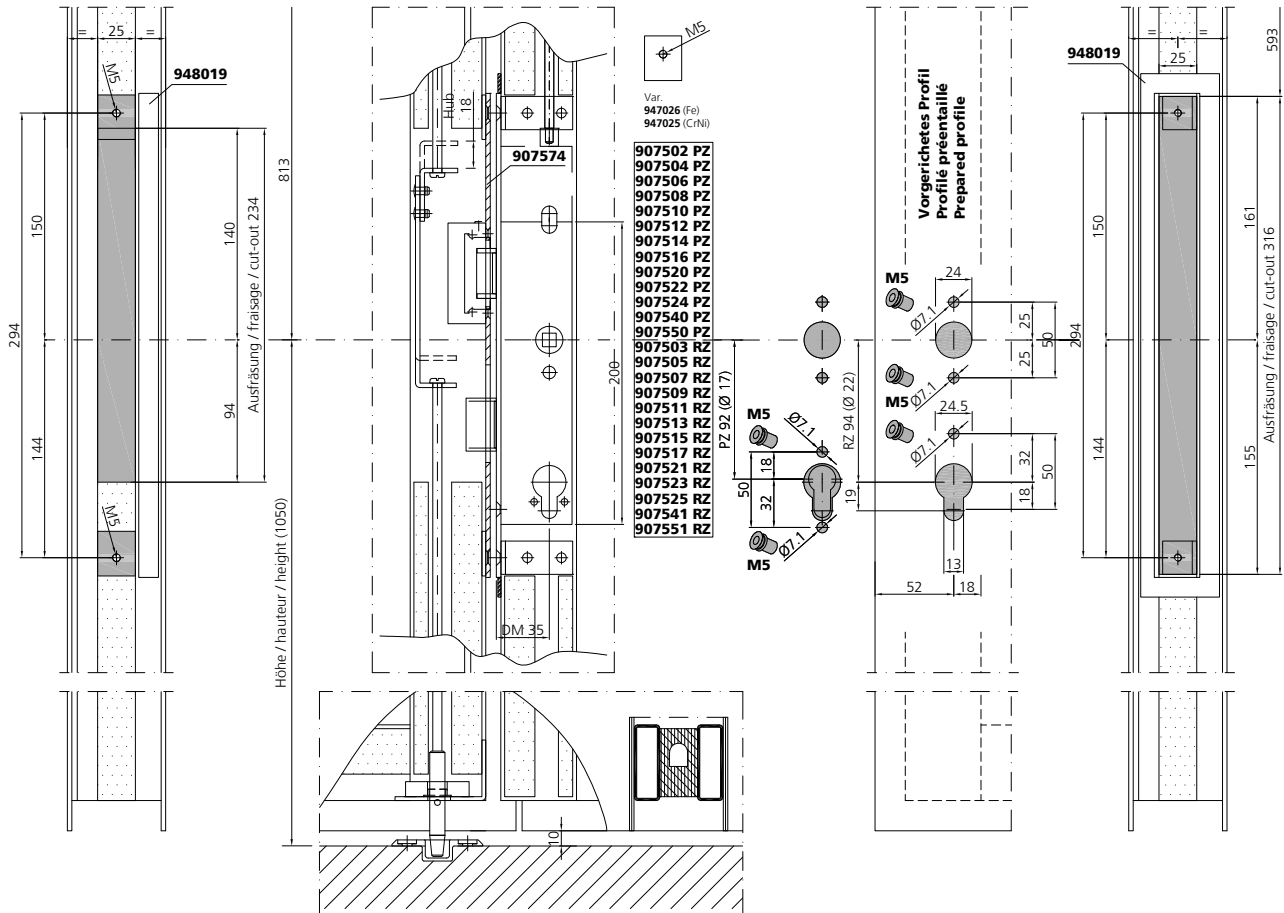 = 25 =
M5
948019
294
150
144
M5
813
140
94
Ausfräsung / fraisage / cut-out 234
Höhe / hauteur / height (1050)
Hub
18
907574
200
DM 35
10
M5
Var.
947026 (Fe)
947025 (CrNi)
907502 PZ
907504 PZ
907506 PZ
907508 PZ
907510 PZ
907512 PZ
907514 PZ
907516 PZ
907520 PZ
907522 PZ
907524 PZ
907540 PZ
907550 PZ
907503 RZ
907505 RZ
907507 RZ
907509 RZ
907511 RZ
907513 RZ
907515 RZ
907517 RZ
907521 RZ
907523 RZ
907525 RZ
907541 RZ
907551 RZ
PZ 92 (Ø 17)
M5
Ø7.1
50
18
32
Ø7.1
M5
RZ 94 (Ø 22)
19
Vorgerichetes Profil
Profilé préentaillé
Prepared profile
M5
24
Ø7.1
25
50
25
M5
Ø7.1
M5
24.5
Ø7.1
32
50
18
13
52
18
= =
948019
25
593
294
150
144
161
155
Ausfräsung / fraisage / cut-out 316